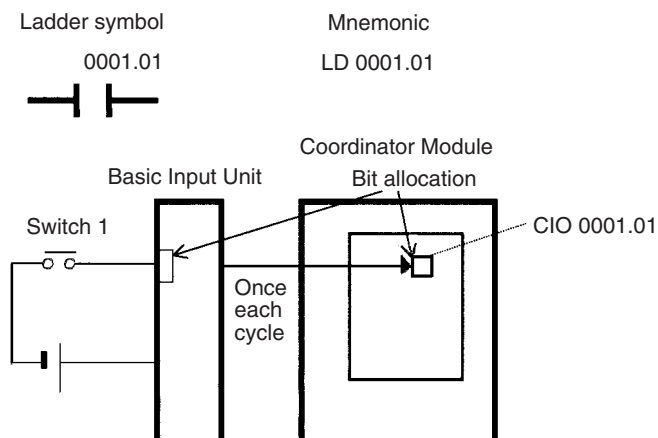 Ladder symbol
Mnemonic
0001.01
LD 0001.01
Coordinator Module
Basic Input Unit
Bit allocation
Switch 1
CIO 0001.01
Once
each
cycle